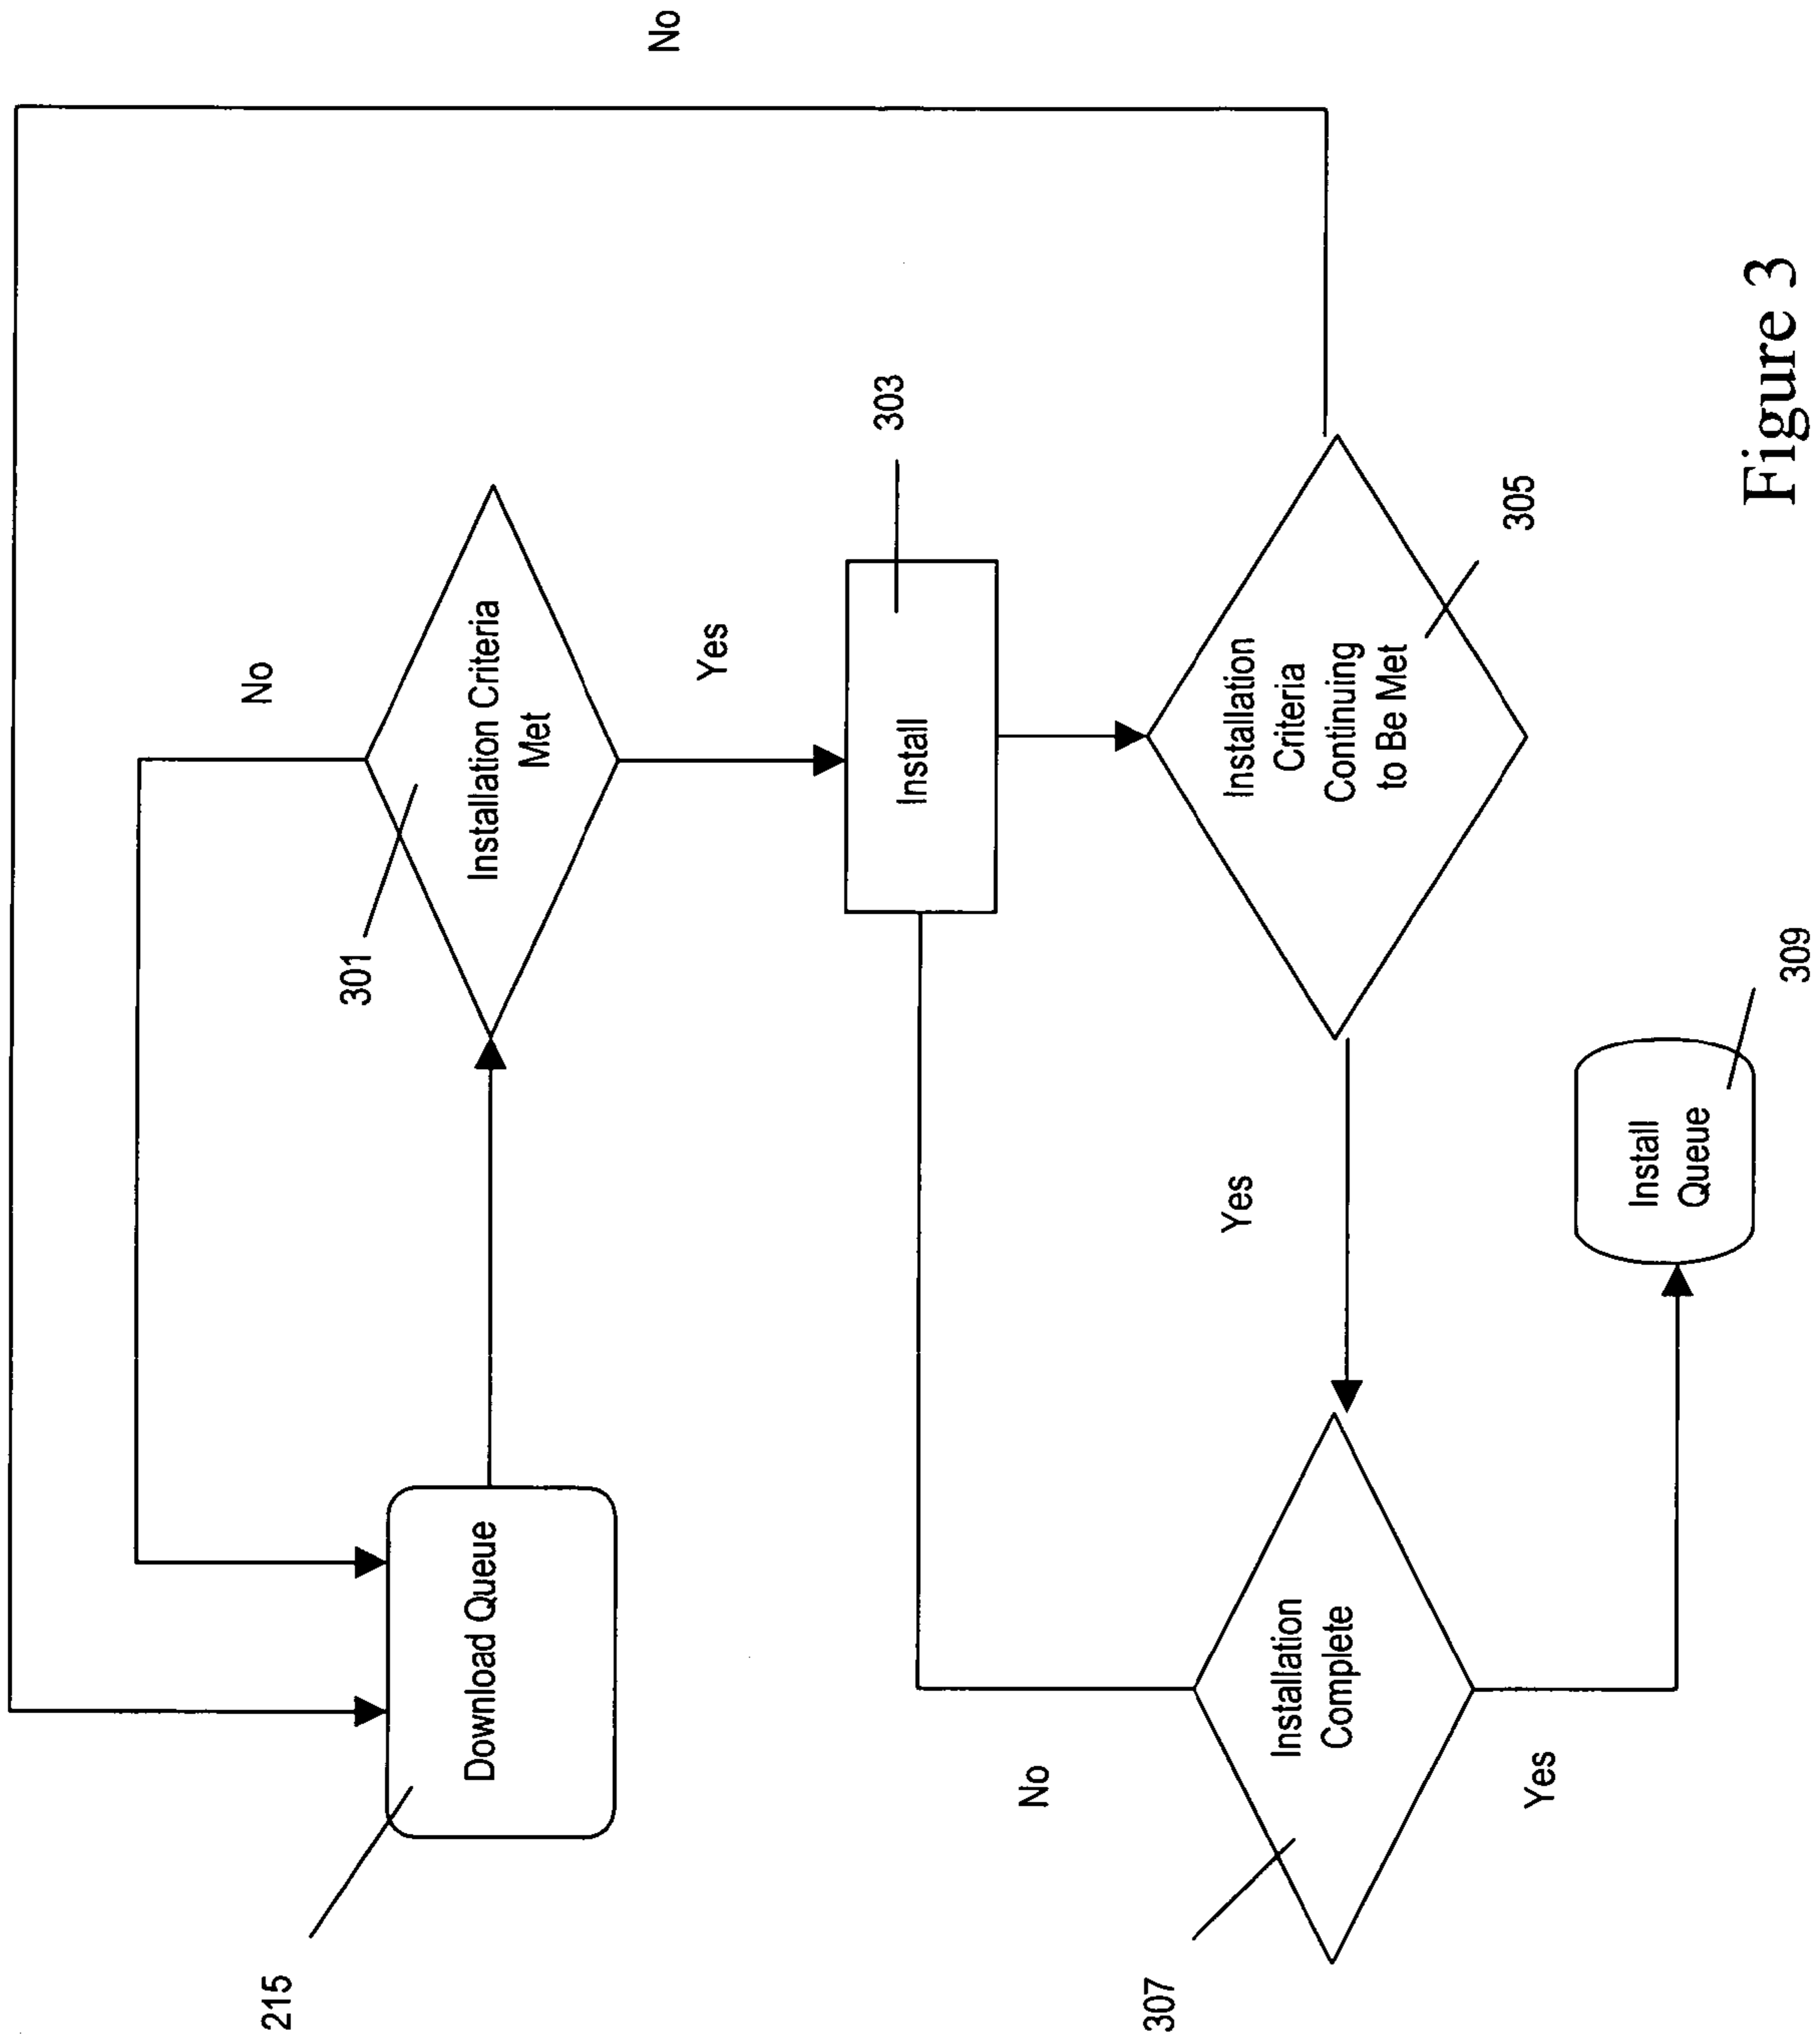 No
No
301
Installation Criteria
Met
Download Queue
215
Yes
303
Install
Installation
Criteria
Continuing
to Be Met
305
Yes
No
307
Installation
Complete
Yes
Install
Queue
309
Figure 3